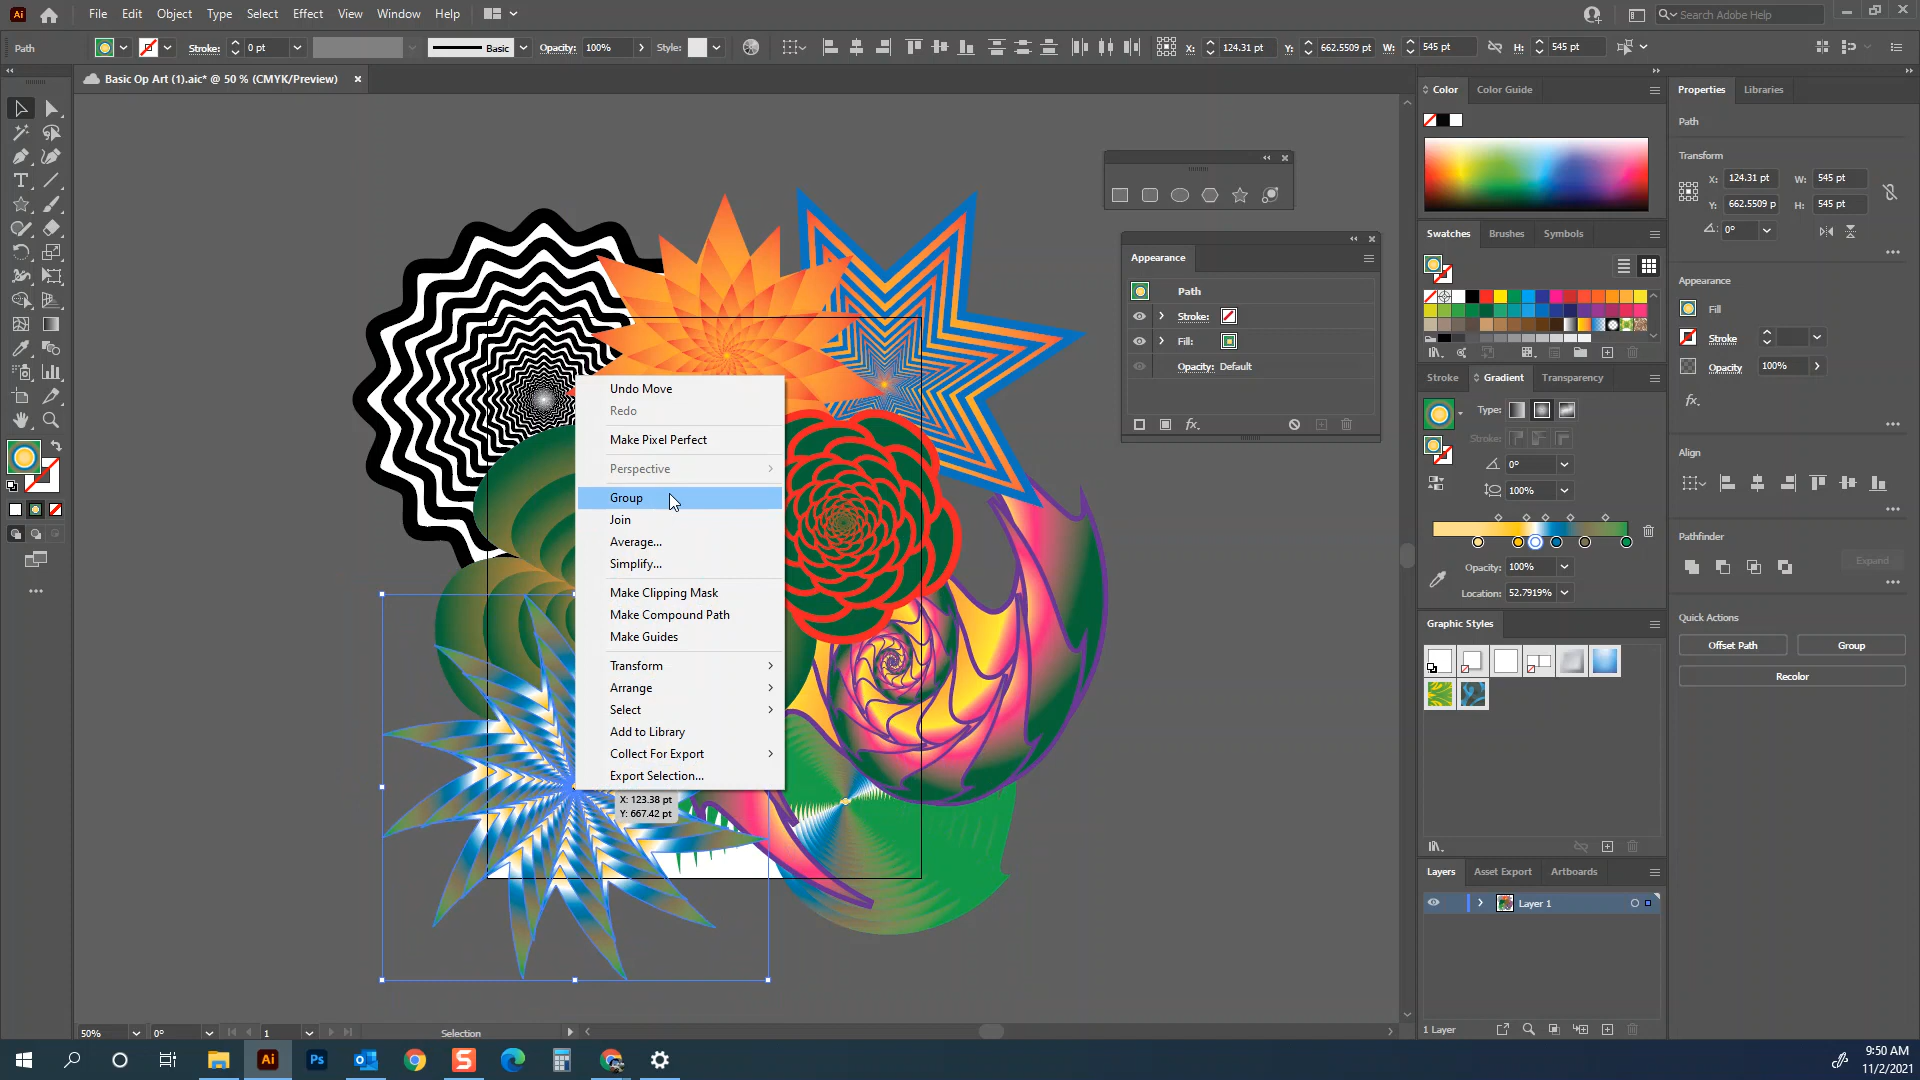 Ai File Edit Object Type Select Effect View Window Help Search Adobe Help
Path Stroke: 0 pt Basic Opacity: 100% Style: X: 124.31 pt Y: 662.5509 pt W: 545 pt H: 545 pt
Basic Op Art (1).aic* @ 50 % (CMYK/Preview) ×
Undo Move
Redo
Make Pixel Perfect
Perspective
Group
Join
Average...
Simplify...
Make Clipping Mask
Make Compound Path
Make Guides
Transform
Arrange
Select
Add to Library
Collect For Export
Export Selection...
X: 123.38 pt
Y: 667.42 pt
Appearance
Path
Stroke:
Fill:
Opacity: Default
fx.
Color Color Guide
Swatches Brushes Symbols
Stroke Gradient Transparency
Type:
Stroke:
0°
100%
Opacity: 100%
Location: 52.7919%
Graphic Styles
Layers Asset Export Artboards
Layer 1
1 Layer
Properties Libraries
Path
Transform
X: 124.31 pt W: 545 pt
Y: 662.5509 p H: 545 pt
0°
Appearance
Fill
Stroke
Opacity 100%
fx.
Align
Pathfinder
Expand
Quick Actions
Offset Path Group
Recolor
50% 0° 1 Selection
Ai Ps S
9:50 AM
11/2/2021